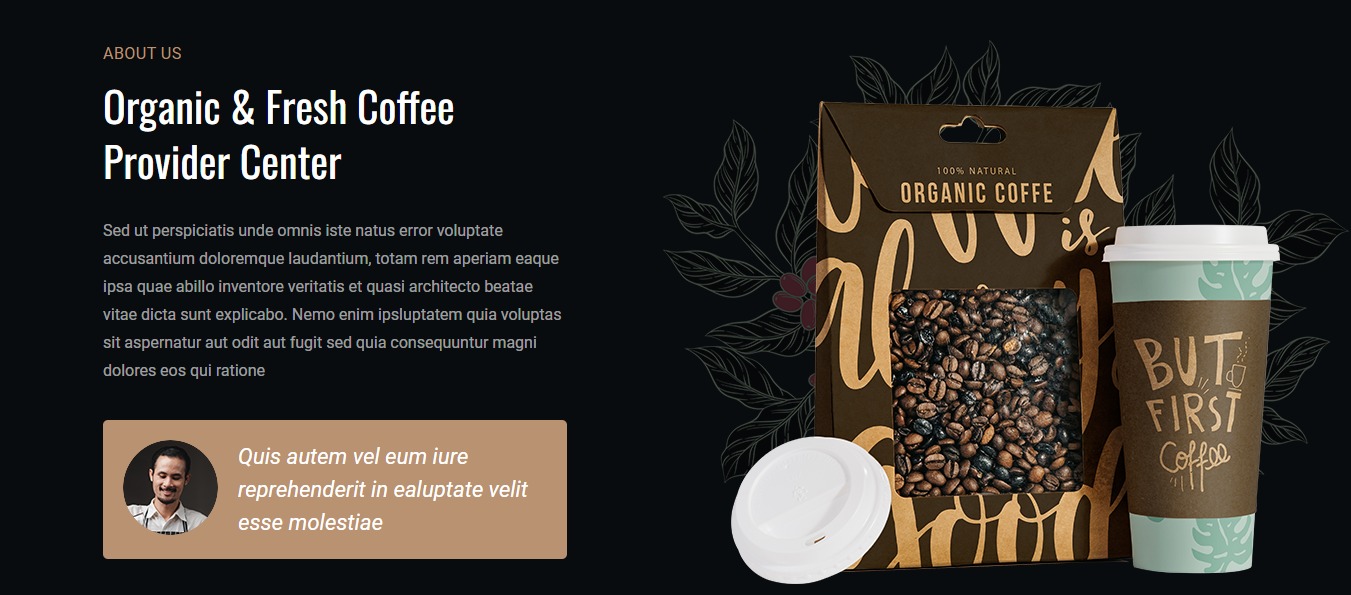 ABOUT US
Organic & Fresh Coffee
Provider Center
Sed ut perspiciatis unde omnis iste natus error voluptate
accusantium doloremque laudantium, totam rem aperiam eaque
ipsa quae abillo inventore veritatis et quasi architecto beatae
vitae dicta sunt explicabo. Nemo enim ipsluptatem quia voluptas
sit aspernatur aut odit aut fugit sed quia consequuntur magni
dolores eos qui ratione
Quis autem vel eum iure
reprehenderit in ealuptate velit
esse molestiae
100% NATURAL
ORGANIC COFFE
is
Good
BUT
FIRST
Coffee